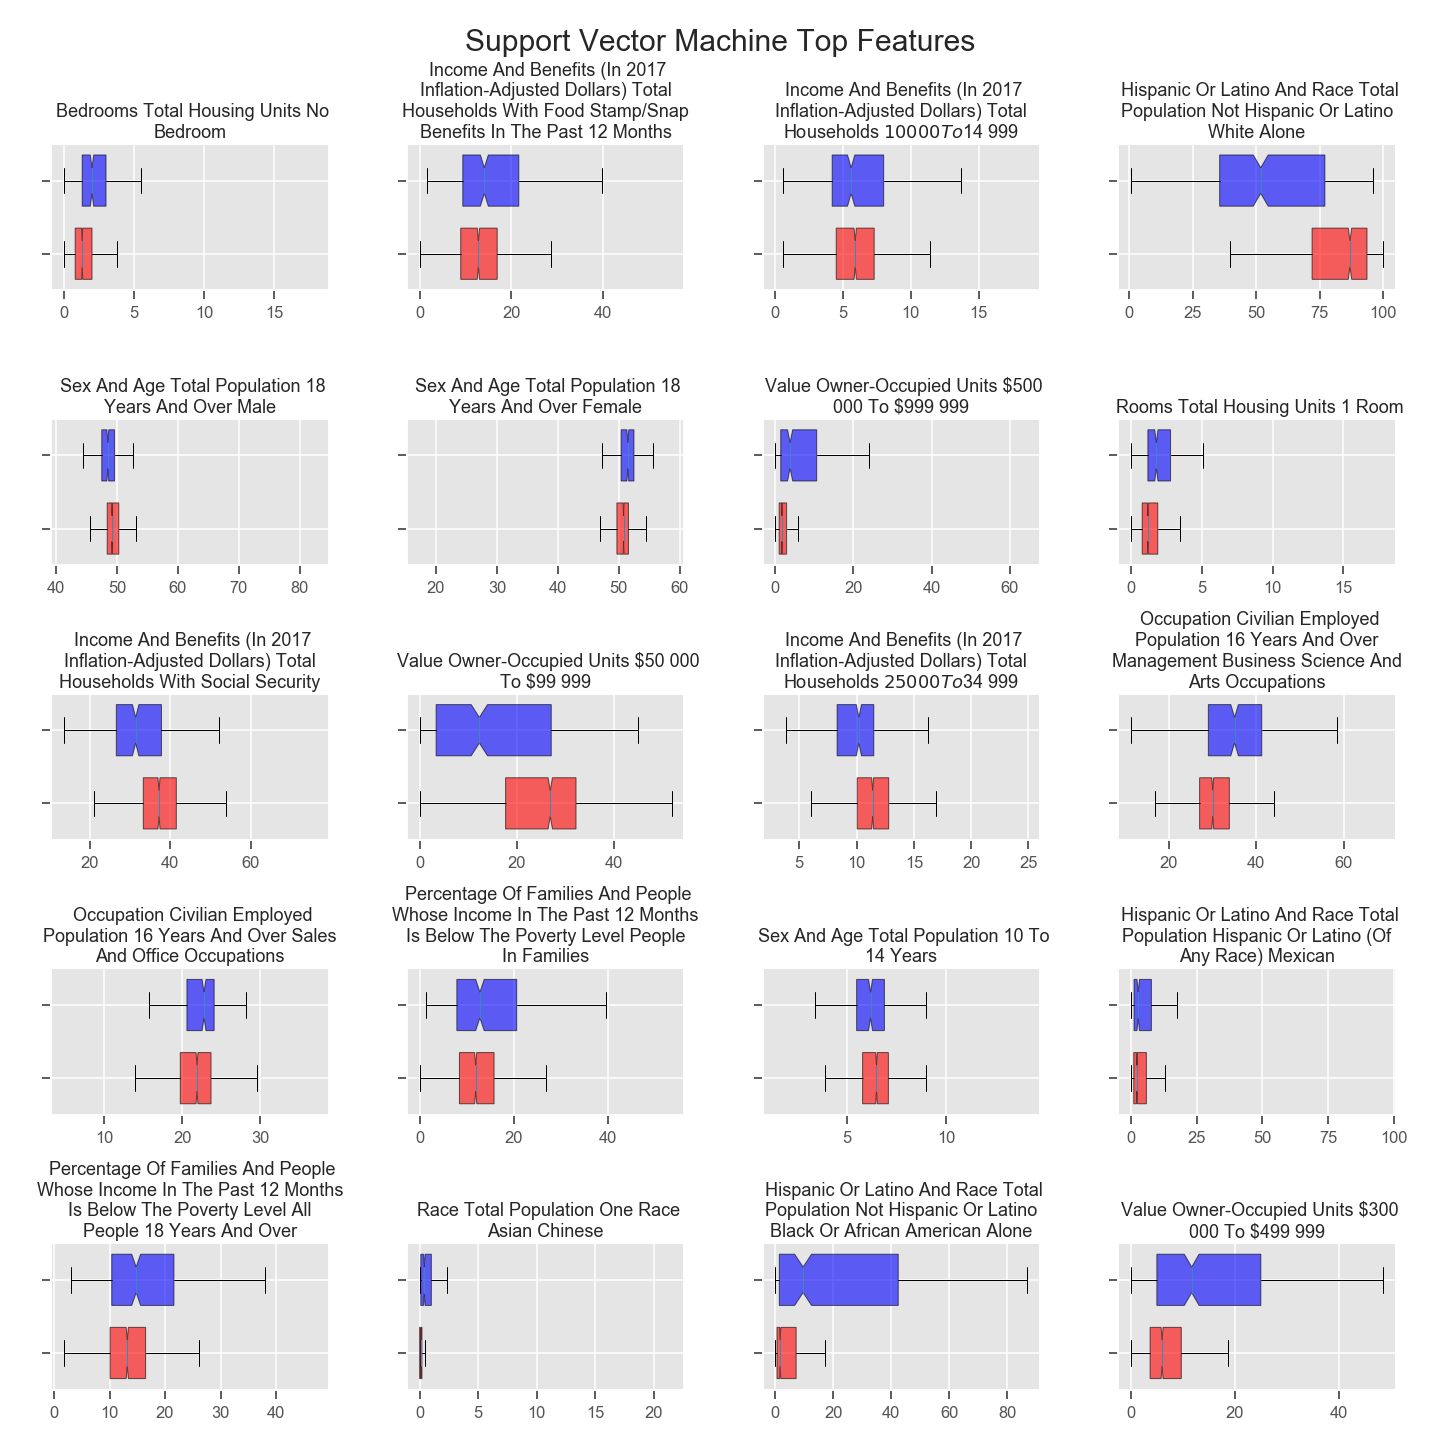 Support Vector Machine Top Features
Bedrooms Total Housing Units No
Bedroom
0 5 10 15
Income And Benefits (In 2017
Inflation-Adjusted Dollars) Total
Households With Food Stamp/Snap
Benefits In The Past 12 Months
0 20 40
Income And Benefits (In 2017
Inflation-Adjusted Dollars) Total
Households 10000To14 999
0 5 10 15
Hispanic Or Latino And Race Total
Population Not Hispanic Or Latino
White Alone
0 25 50 75 100
Sex And Age Total Population 18
Years And Over Male
40 50 60 70 80
Sex And Age Total Population 18
Years And Over Female
20 30 40 50 60
Value Owner-Occupied Units $500
000 To $999 999
0 20 40 60
Rooms Total Housing Units 1 Room
0 5 10 15
Income And Benefits (In 2017
Inflation-Adjusted Dollars) Total
Households With Social Security
20 40 60
Value Owner-Occupied Units $50 000
To $99 999
0 20 40
Income And Benefits (In 2017
Inflation-Adjusted Dollars) Total
Households 25000To34 999
5 10 15 20 25
Occupation Civilian Employed
Population 16 Years And Over
Management Business Science And
Arts Occupations
20 40 60
Occupation Civilian Employed
Population 16 Years And Over Sales
And Office Occupations
10 20 30
Percentage Of Families And People
Whose Income In The Past 12 Months
Is Below The Poverty Level People
In Families
0 20 40
Sex And Age Total Population 10 To
14 Years
5 10
Hispanic Or Latino And Race Total
Population Hispanic Or Latino (Of
Any Race) Mexican
0 25 50 75 100
Percentage Of Families And People
Whose Income In The Past 12 Months
Is Below The Poverty Level All
People 18 Years And Over
0 10 20 30 40
Race Total Population One Race
Asian Chinese
0 5 10 15 20
Hispanic Or Latino And Race Total
Population Not Hispanic Or Latino
Black Or African American Alone
0 20 40 60 80
Value Owner-Occupied Units $300
000 To $499 999
0 20 40